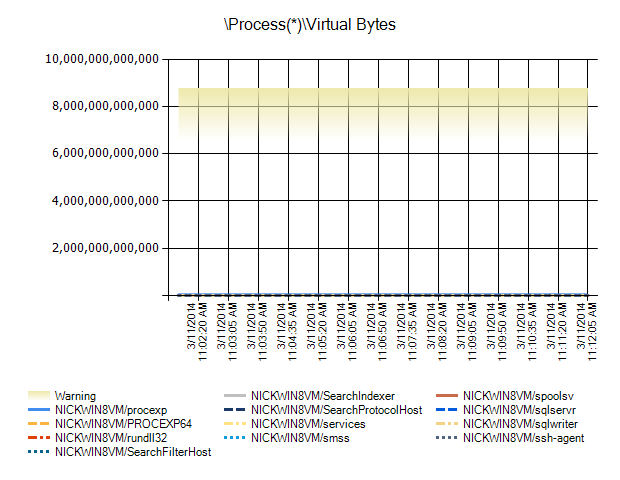 \Process(*)\Virtual Bytes
10,000,000,000,000
8,000,000,000,000
6,000,000,000,000
4,000,000,000,000
2,000,000,000,000
3/11/2014 11:02:20 AM
3/11/2014 11:03:05 AM
3/11/2014 11:03:50 AM
3/11/2014 11:04:35 AM
3/11/2014 11:05:20 AM
3/11/2014 11:06:05 AM
3/11/2014 11:06:50 AM
3/11/2014 11:07:35 AM
3/11/2014 11:08:20 AM
3/11/2014 11:09:05 AM
3/11/2014 11:09:50 AM
3/11/2014 11:10:35 AM
3/11/2014 11:11:20 AM
3/11/2014 11:12:05 AM
Warning NICKWIN8VM/SearchIndexer NICKWIN8VM/spoolsv
NICKWIN8VM/procexp NICKWIN8VM/SearchProtocolHost NICKWIN8VM/sqlservr
NICKWIN8VM/PROCEXP64 NICKWIN8VM/services NICKWIN8VM/sqlwriter
NICKWIN8VM/rundll32 NICKWIN8VM/smss NICKWIN8VM/ssh-agent
NICKWIN8VM/SearchFilterHost